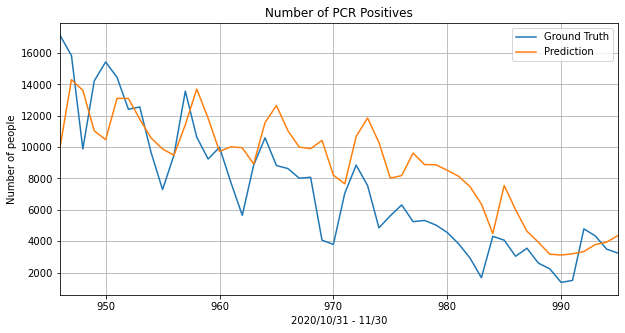 Number of PCR Positives
Ground Truth
Prediction
Number of people
16000
14000
12000
10000
8000
6000
4000
2000
950 960 970 980 990
2020/10/31 - 11/30